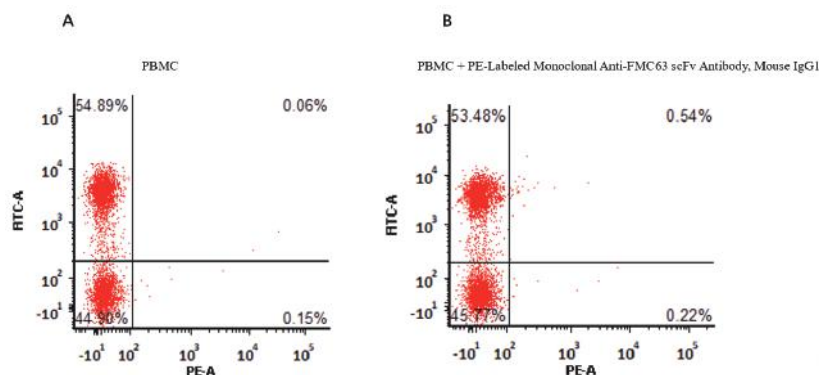 A
B
PBMC
PBMC + PE-Labeled Monoclonal Anti-FMC63 scFv Antibody, Mouse IgG1
54.89% 0.06%
10^5
10^4
10^3
10^2
-10^1
FITC-A
44.90% 0.15%
-10^1 10^2 10^3 10^4 10^5
PE-A
53.48% 0.54%
10^5
10^4
10^3
10^2
-10^1
FITC-A
45.77% 0.22%
-10^1 10^2 10^3 10^4 10^5
PE-A